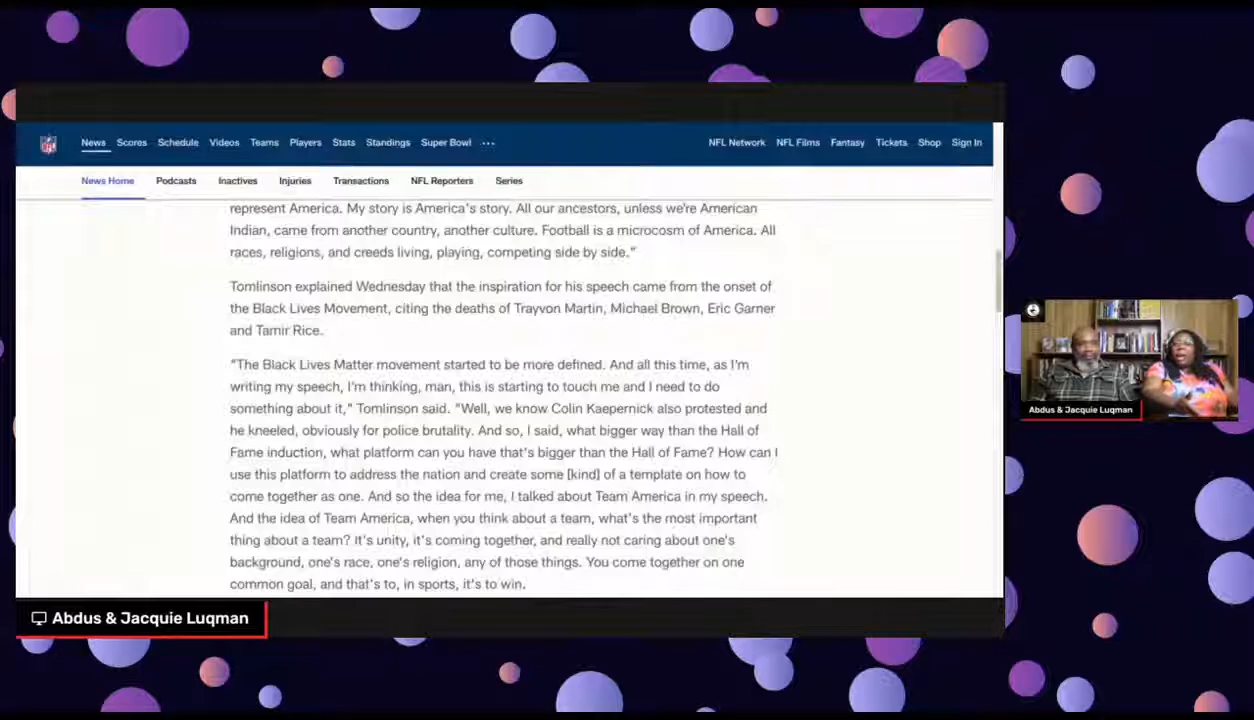 News Scores Schedule Videos Teams Players Stats Standings Super Bowl ... NFL Network NFL Films Fantasy Tickets Shop Sign In
News Home Podcasts Inactives Injuries Transactions NFL Reporters Series
represent America. My story is America's story. All our ancestors, unless we're American
Indian, came from another country, another culture. Football is a microcosm of America. All
races, religions, and creeds living, playing, competing side by side."
Tomlinson explained Wednesday that the inspiration for his speech came from the onset of
the Black Lives Movement, citing the deaths of Trayvon Martin, Michael Brown, Eric Garner
and Tamir Rice.
"The Black Lives Matter movement started to be more defined. And all this time, as I'm
writing my speech, I'm thinking, man, this is starting to touch me and I need to do
something about it," Tomlinson said. "Well, we know Colin Kaepernick also protested and
he kneeled, obviously for police brutality. And so, I said, what bigger way than the Hall of
Fame induction, what platform can you have that's bigger than the Hall of Fame? How can I
use this platform to address the nation and create some [kind] of a template on how to
come together as one. And so the idea for me, I talked about Team America in my speech.
And the idea of Team America, when you think about a team, what's the most important
thing about a team? It's unity, it's coming together, and really not caring about one's
background, one's race, one's religion, any of those things. You come together on one
common goal, and that's to, in sports, it's to win.
Abdus & Jacquie Luqman
Abdus & Jacquie Luqman